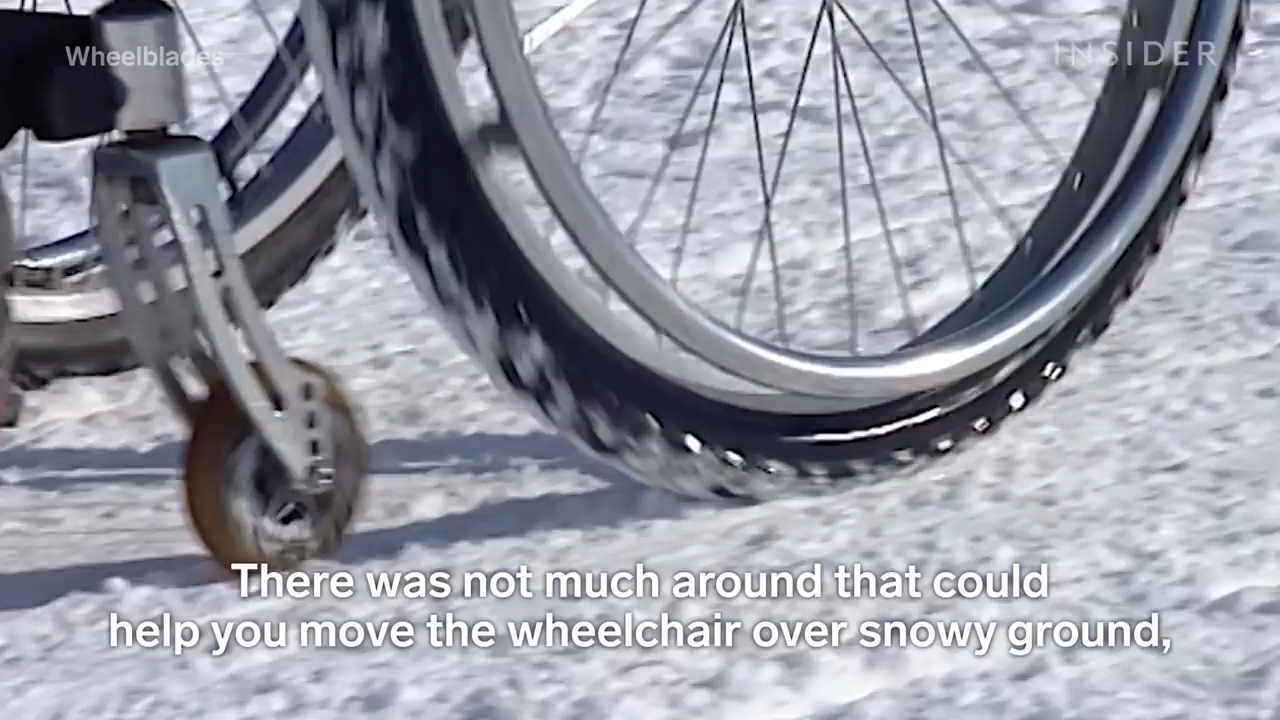 Wheelblades
INSIDER
There was not much around that could
help you move the wheelchair over snowy ground,